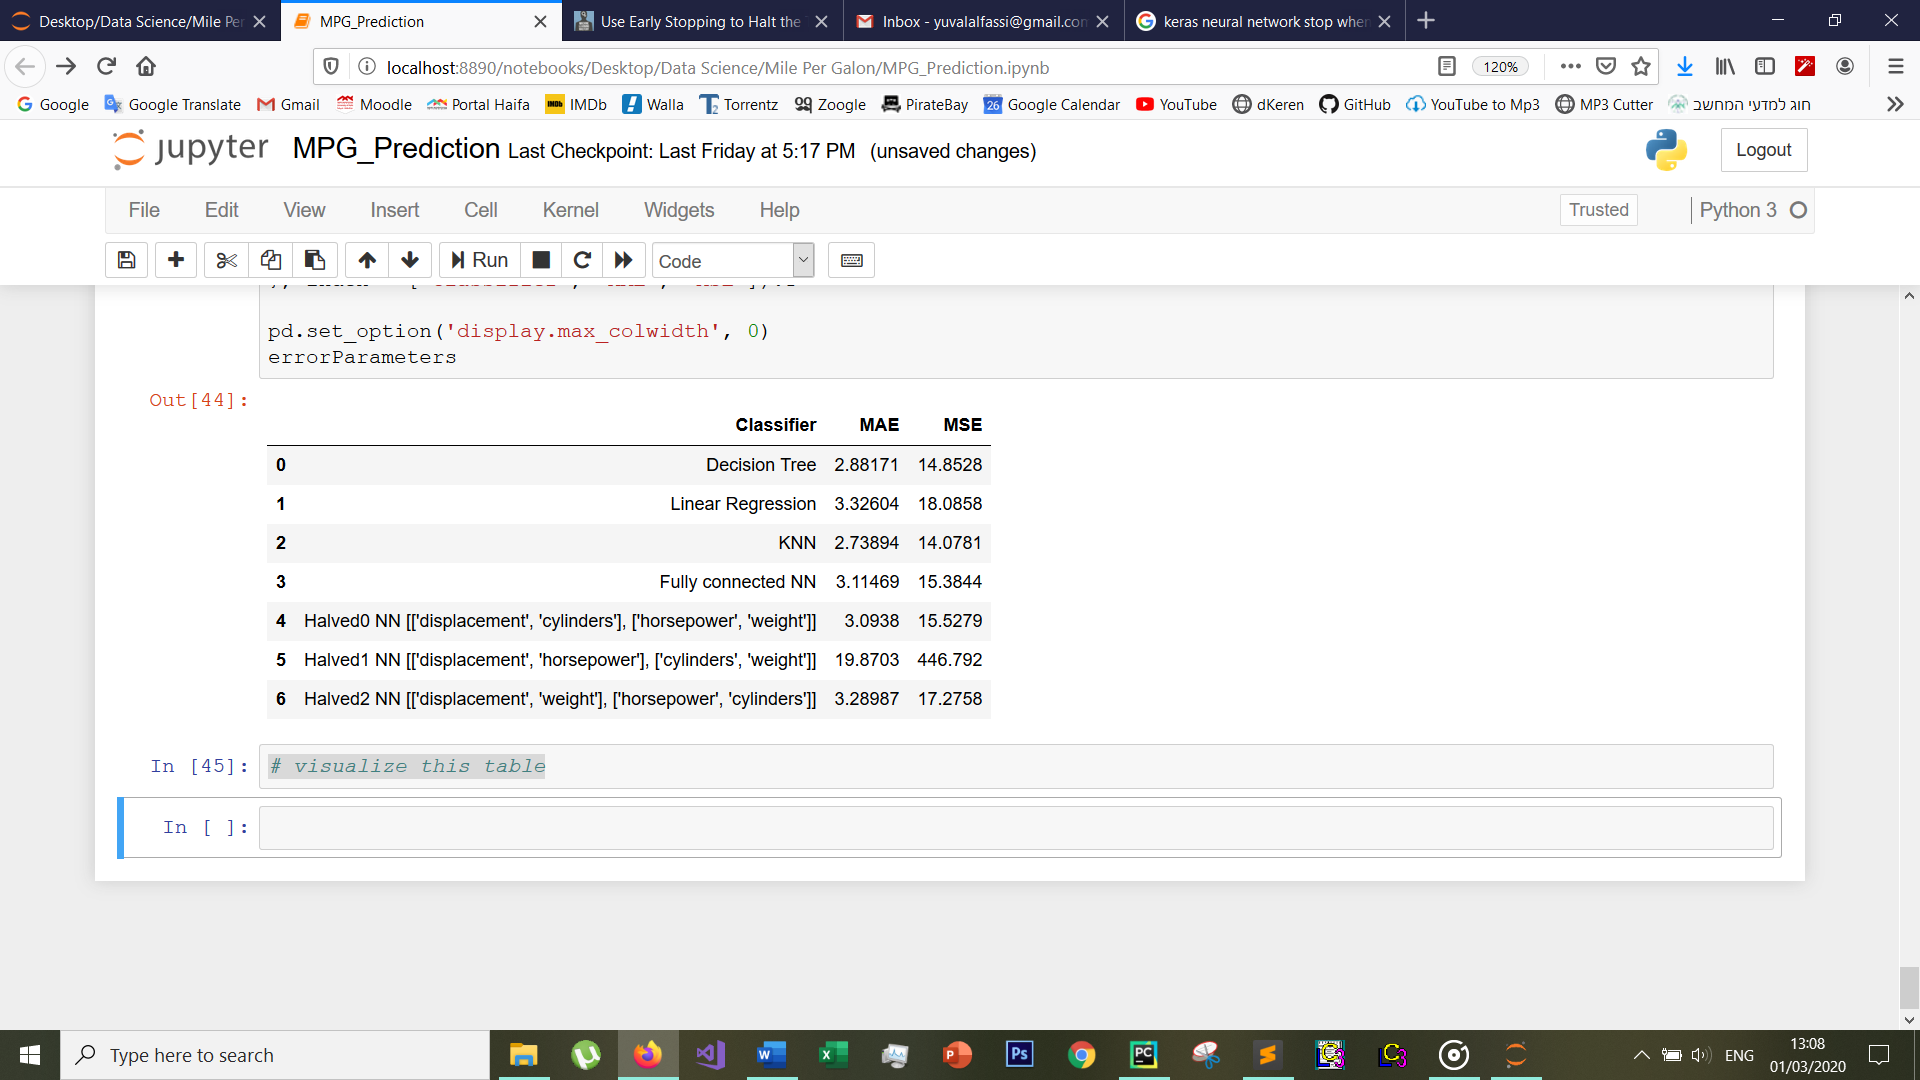 Desktop/Data Science/Mile Per
MPG_Prediction
Use Early Stopping to Halt the
Inbox - yuvalalfassi@gmail.com
keras neural network stop when
localhost:8890/notebooks/Desktop/Data Science/Mile Per Galon/MPG_Prediction.ipynb
120%
Google
Google Translate
Gmail
Moodle
Portal Haifa
IMDb
Walla
Torrentz
Zoogle
PirateBay
26
Google Calendar
YouTube
dKeren
GitHub
YouTube to Mp3
MP3 Cutter
חוג למדעי המחשב
jupyter MPG_Prediction Last Checkpoint: Last Friday at 5:17 PM (unsaved changes)
Logout
File Edit View Insert Cell Kernel Widgets Help
Trusted
Python 3
Run
Code
pd.set_option('display.max_colwidth', 0)
errorParameters
Out[44]:
Classifier MAE MSE
0 Decision Tree 2.88171 14.8528
1 Linear Regression 3.32604 18.0858
2 KNN 2.73894 14.0781
3 Fully connected NN 3.11469 15.3844
4 Halved0 NN [['displacement', 'cylinders'], ['horsepower', 'weight']] 3.0938 15.5279
5 Halved1 NN [['displacement', 'horsepower'], ['cylinders', 'weight']] 19.8703 446.792
6 Halved2 NN [['displacement', 'weight'], ['horsepower', 'cylinders']] 3.28987 17.2758
In [45]: # visualize this table
In [ ]:
Type here to search
ENG
13:08
01/03/2020